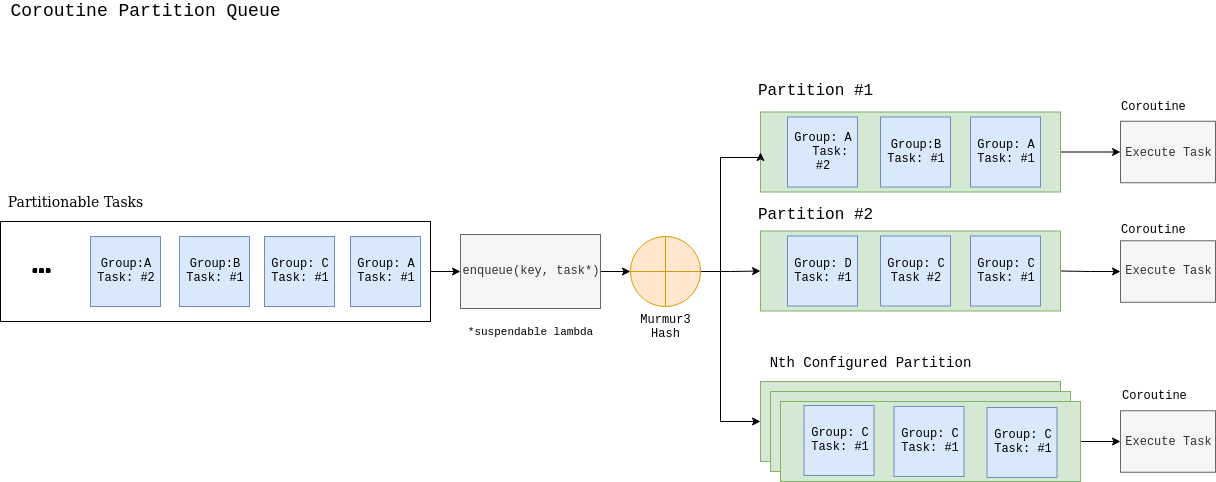 Coroutine Partition Queue
Partitionable Tasks
Group:A
Task: #2
Group:B
Task: #1
Group: C
Task: #1
Group: A
Task: #1
enqueue(key, task*)
*suspendable lambda
Murmur3
Hash
Partition #1
Group: A
Task:
#2
Group:B
Task: #1
Group: A
Task: #1
Coroutine
Execute Task
Partition #2
Group: D
Task: #1
Group: C
Task #2
Group: C
Task: #1
Coroutine
Execute Task
Nth Configured Partition
Group: C
Task: #1
Group: C
Task: #1
Group: C
Task: #1
Coroutine
Execute Task